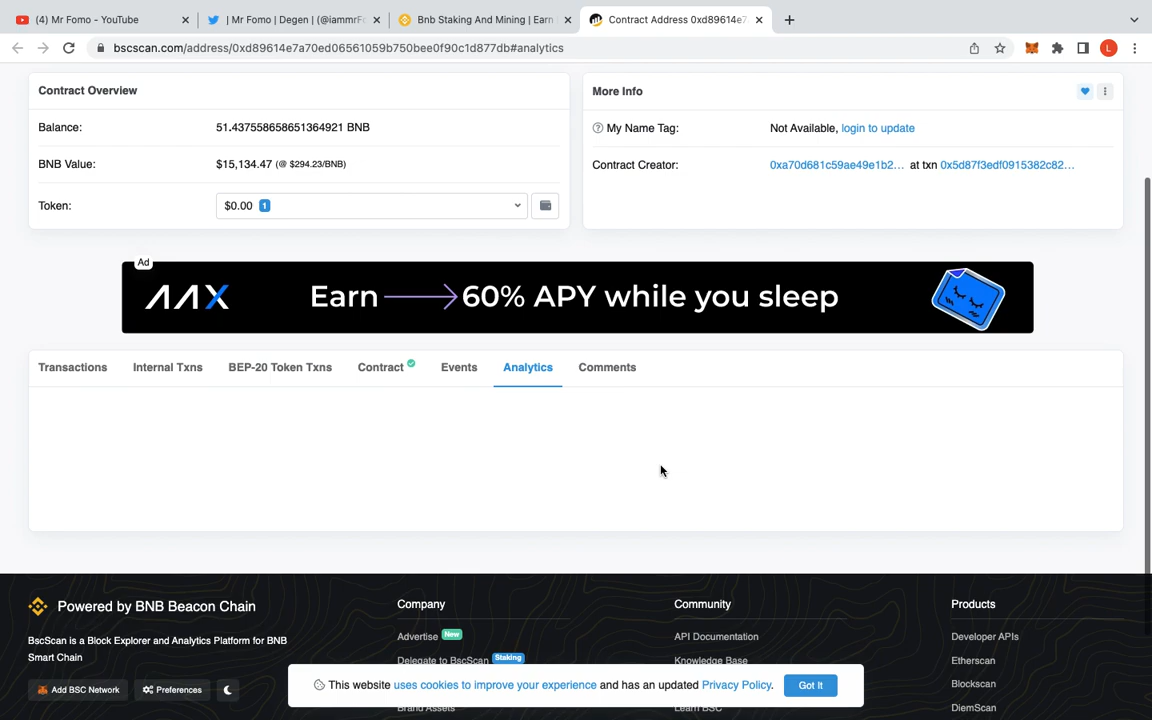 (4) Mr Fomo - YouTube
| Mr Fomo | Degen | (@iammrF
Bnb Staking And Mining | Earn
Contract Address 0xd89614e7
bscscan.com/address/0xd89614e7a70ed06561059b750bee0f90c1d877db#analytics
L
Contract Overview
Balance:
51.437558658651364921 BNB
BNB Value:
$15,134.47 (@ $294.23/BNB)
Token:
$0.00 1
More Info
My Name Tag:
Not Available, login to update
Contract Creator:
0xa70d681c59ae49e1b2... at txn 0x5d87f3edf0915382c82...
Ad
AAX
Earn 60% APY while you sleep
Transactions
Internal Txns
BEP-20 Token Txns
Contract
Events
Analytics
Comments
Powered by BNB Beacon Chain
BscScan is a Block Explorer and Analytics Platform for BNB
Smart Chain
Add BSC Network
Preferences
Company
Advertise New
Delegate to BscScan Staking
Brand Assets
Community
API Documentation
Knowledge Base
Learn BSC
Products
Developer APIs
Etherscan
Blockscan
DiemScan
This website uses cookies to improve your experience and has an updated Privacy Policy.
Got It